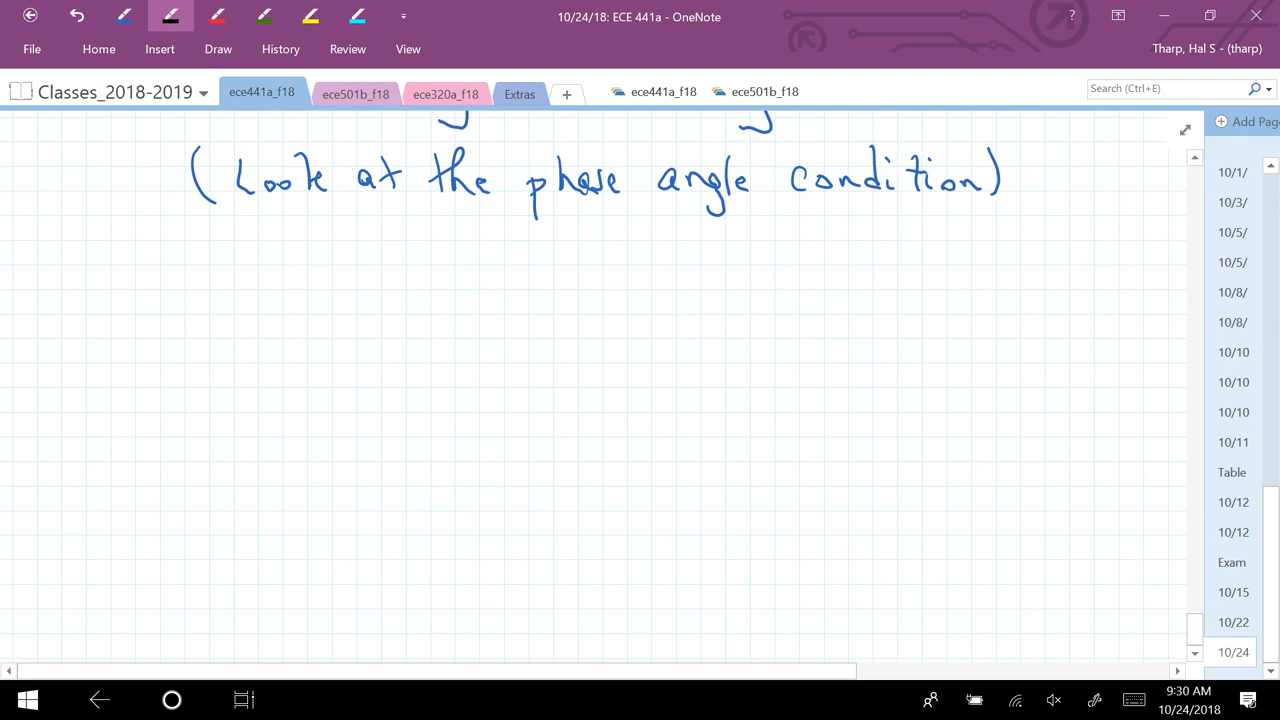 10/24/18: ECE 441a - OneNote
?
File
Home
Insert
Draw
History
Review
View
Tharp, Hal S - (tharp)
Classes_2018-2019
ece441a_f18
ece501b_f18
ece320a_f18
Extras
+
ece441a_f18
ece501b_f18
Search (Ctrl+E)
Add Pag
(Look at the phase angle condition)
10/1/
10/3/
10/5/
10/5/
10/8/
10/8/
10/10
10/10
10/10
10/11
Table
10/12
10/12
Exam
10/15
10/22
10/24
9:30 AM
10/24/2018